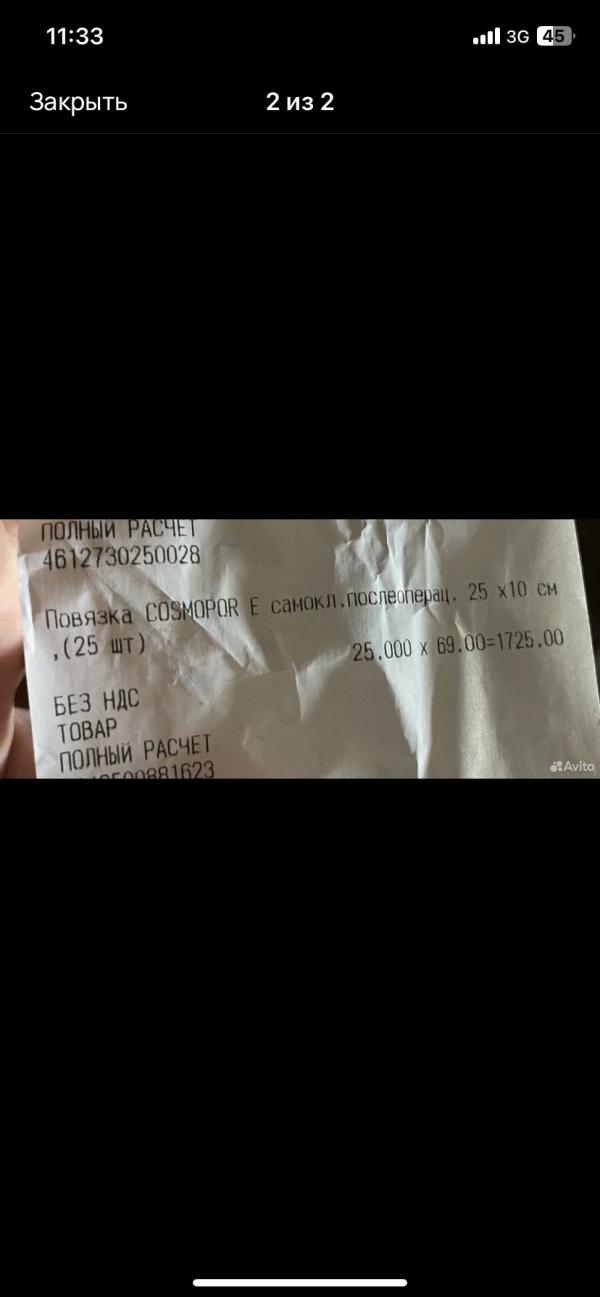 11:33
3G
45
Закрыть
2 из 2
ПОЛНЫЙ РАСЧЕТ
4612730250028
Повязка COSMOPOR E самокл.послеоперац. 25 x10 см
,(25 шт)
25.000 x 69.00=1725.00
БЕЗ НДС
ТОВАР
ПОЛНЫЙ РАСЧЕТ
Avito